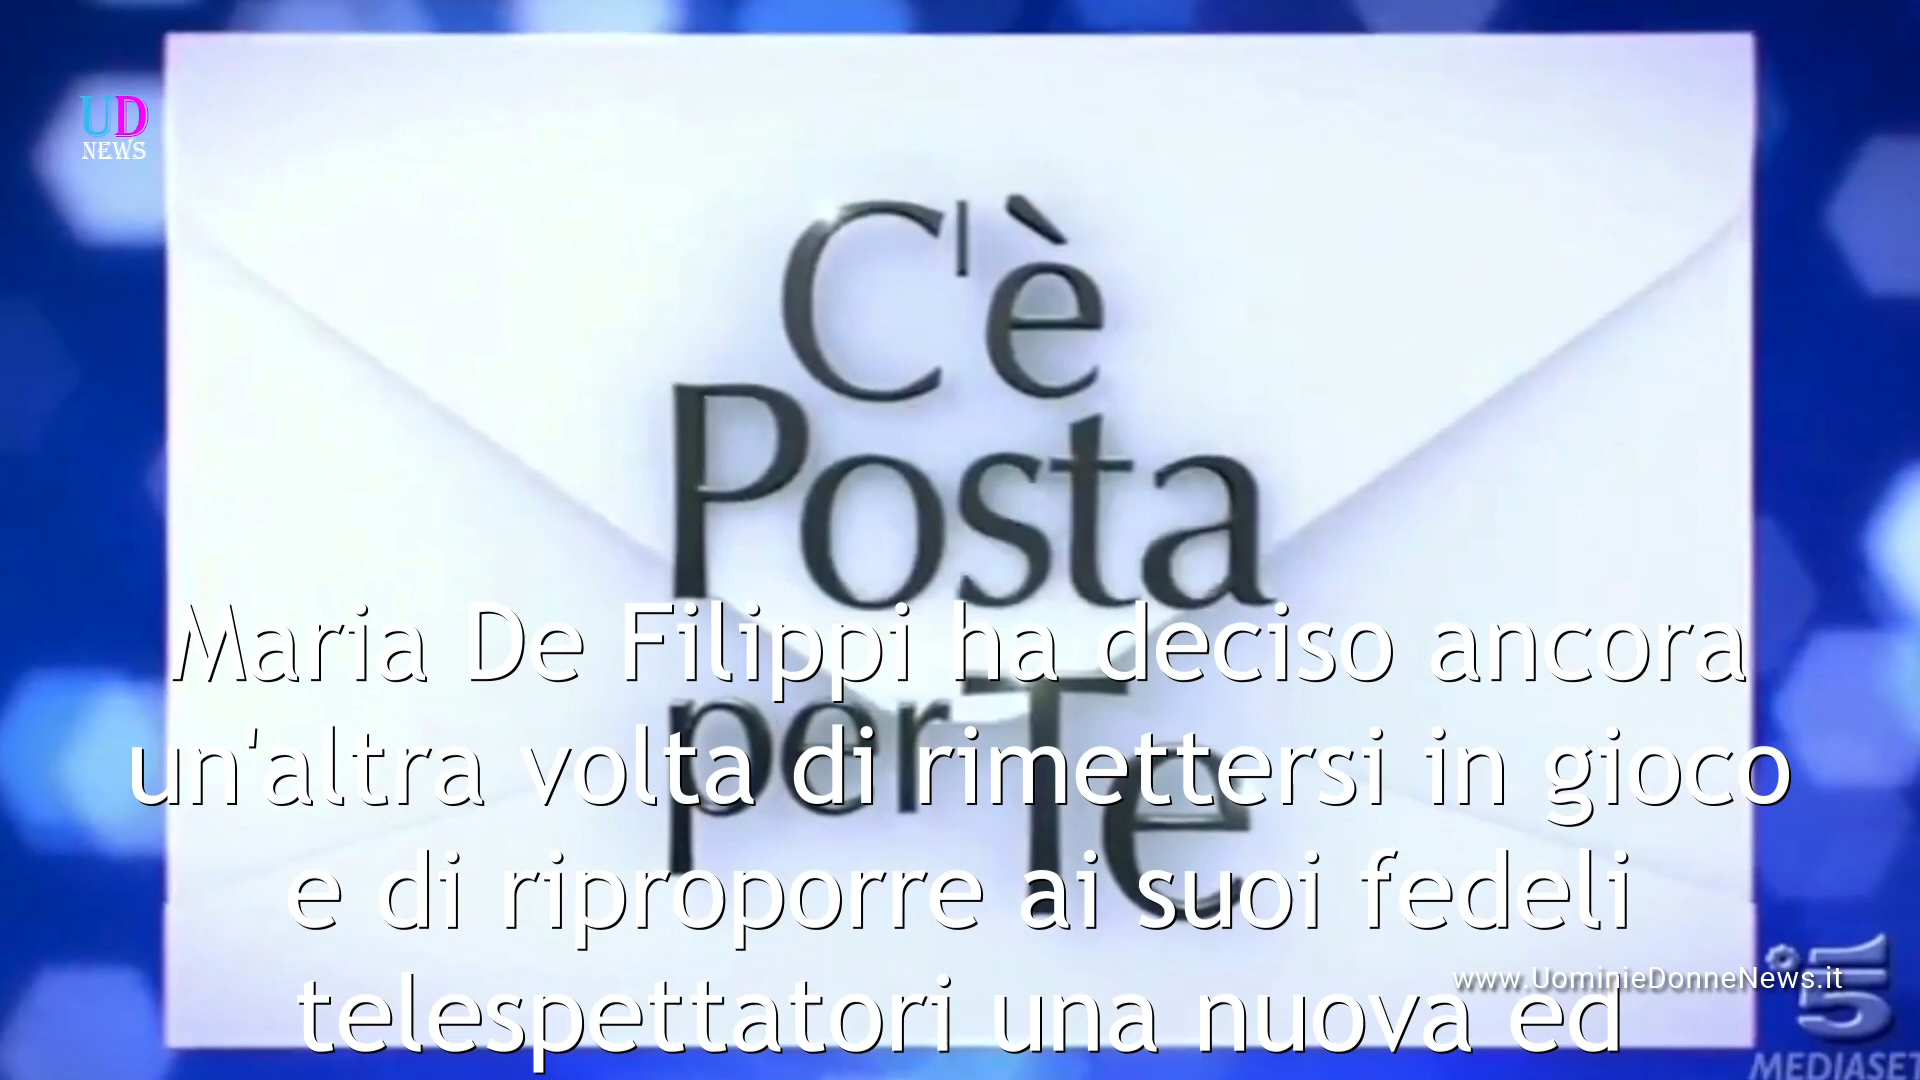 UD
NEWS
C'è
Posta
per Te
Maria De Filippi ha deciso ancora
un'altra volta di rimettersi in gioco
e di riproporre ai suoi fedeli
telespettatori una nuova ed
www.UominieDonneNews.it
5
MEDIASET